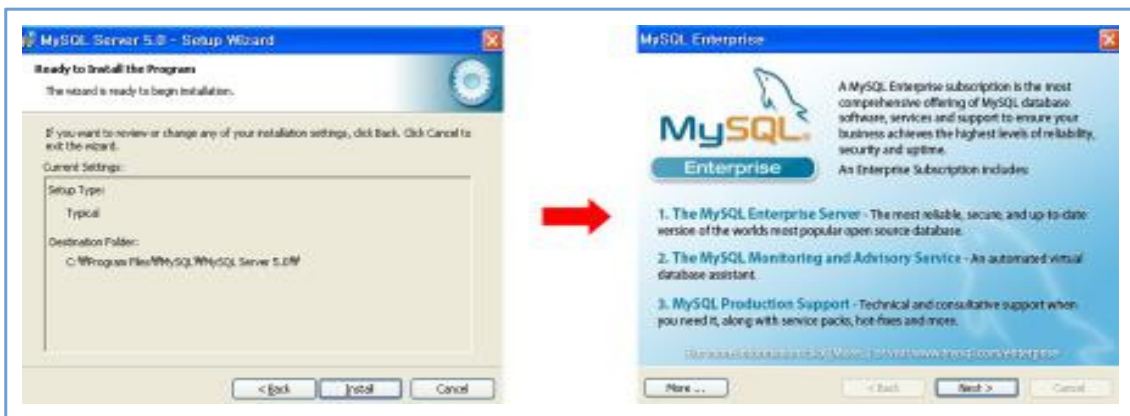 MySQL Server 5.0 - Setup Wizard
Ready to Install the Program
The wizard is ready to begin installation.
If you want to review or change any of your installation settings, click Back. Click Cancel to
exit the wizard.
Current Settings:
Setup Type:
Typical
Destination Folder:
C:₩Program Files₩MySQL₩MySQL Server 5.0₩
< Back
Install
Cancel
MySQL Enterprise
MySQL
Enterprise
A MySQL Enterprise subscription is the most
comprehensive offering of MySQL database
software, services and support to ensure your
business achieves the highest levels of reliability,
security and uptime.
An Enterprise Subscription includes:
1. The MySQL Enterprise Server - The most reliable, secure, and up-to-date
version of the worlds most popular open source database.
2. The MySQL Monitoring and Advisory Service - An automated virtual
database assistant.
3. MySQL Production Support - Technical and consultative support when
you need it, along with service packs, hot-fixes and more.
More ...
< Back
Next >
Cancel